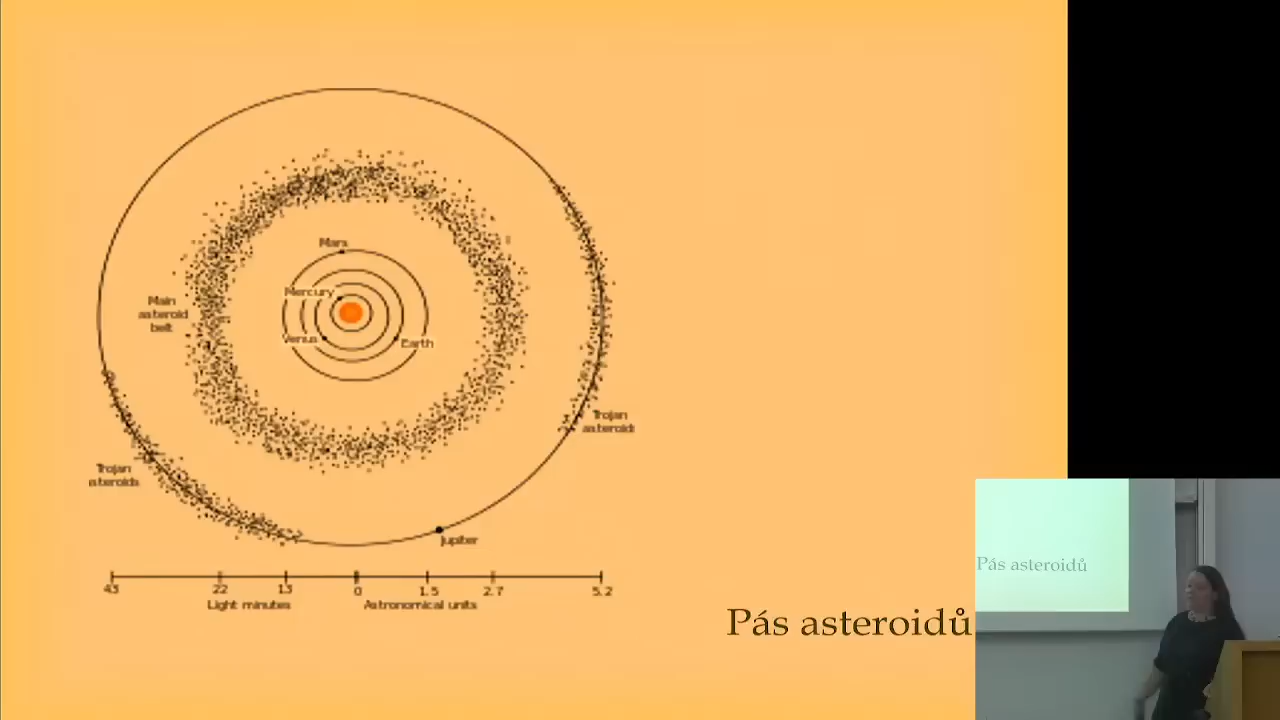 Mars
Mercury
Main
asteroid
belt
Venus
Earth
Trojan
asteroids
Trojan
asteroids
Jupiter
43
22
13
0
1.5
2.7
5.2
Light minutes
Astronomical units
Pás asteroidů
Pás asteroidů